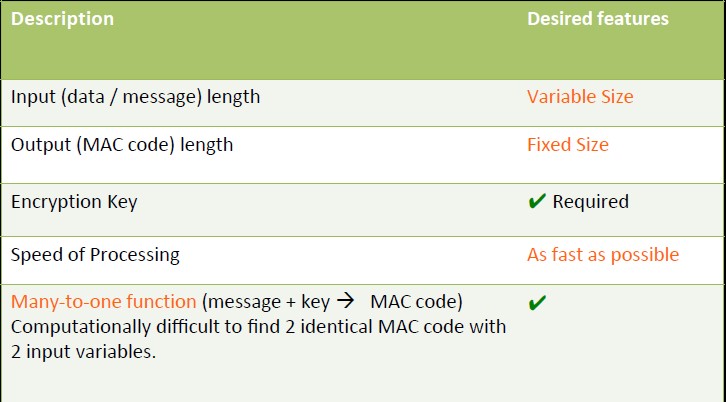 Description Desired features
Input (data / message) length Variable Size
Output (MAC code) length Fixed Size
Encryption Key ✔ Required
Speed of Processing As fast as possible
Many-to-one function (message + key → MAC code) ✔
Computationally difficult to find 2 identical MAC code with
2 input variables.